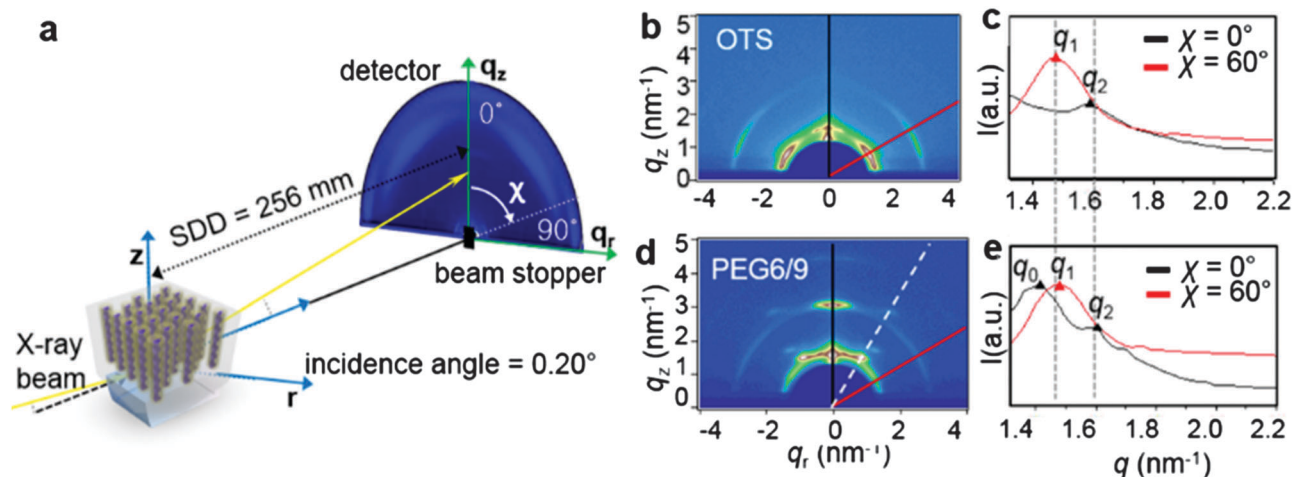 a
detector
qz
0°
SDD = 256 mm
χ
90°
qr
beam stopper
z
X-ray
beam
incidence angle = 0.20°
r
b
OTS
qz (nm-1)
5
4
3
2
1
0
-4
-2
0
2
4
c
q1
q2
χ = 0°
χ = 60°
I(a.u.)
1.4
1.6
1.8
2.0
2.2
d
PEG6/9
qz (nm-1)
5
4
3
2
1
0
-4
-2
0
2
4
qr (nm-1)
e
q0
q1
q2
χ = 0°
χ = 60°
I(a.u.)
1.4
1.6
1.8
2.0
2.2
q (nm-1)